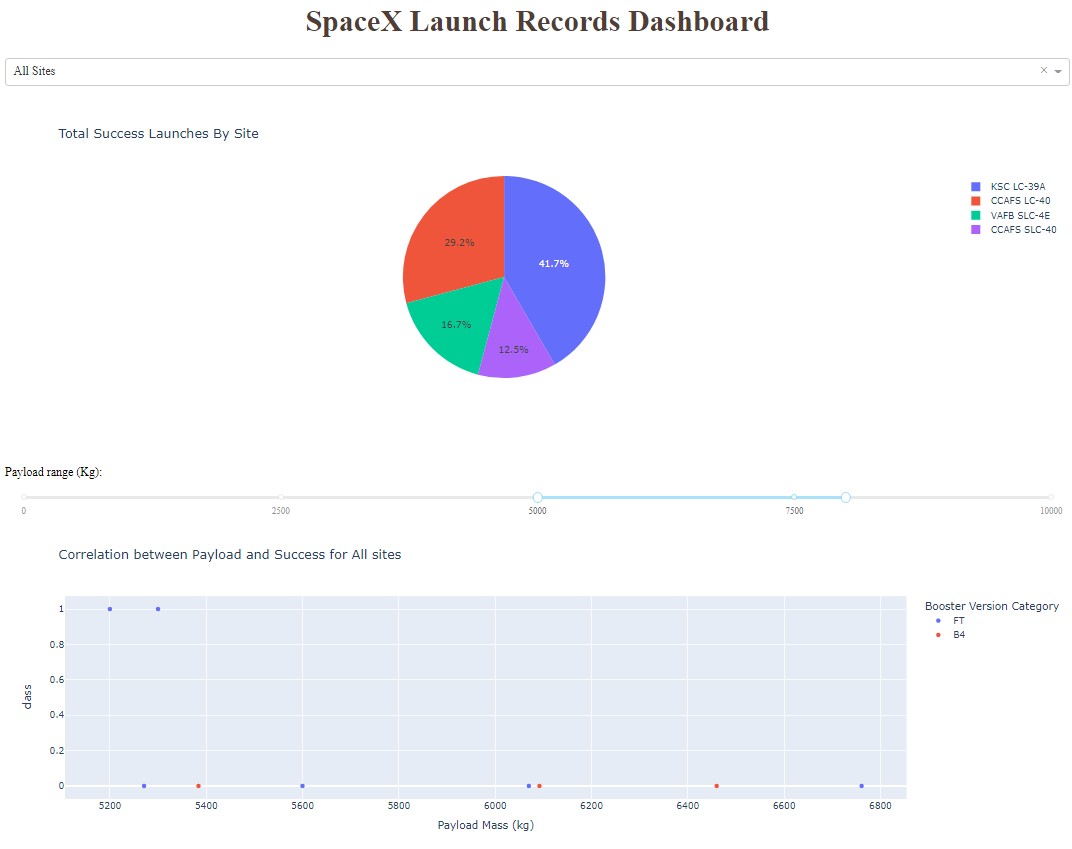 SpaceX Launch Records Dashboard
All Sites
Total Success Launches By Site
KSC LC-39A
CCAFS LC-40
VAFB SLC-4E
CCAFS SLC-40
29.2%
41.7%
16.7%
12.5%
Payload range (Kg):
0 2500 5000 7500 10000
Correlation between Payload and Success for All sites
Booster Version Category
FT
B4
class
1
0.8
0.6
0.4
0.2
0
5200 5400 5600 5800 6000 6200 6400 6600 6800
Payload Mass (kg)